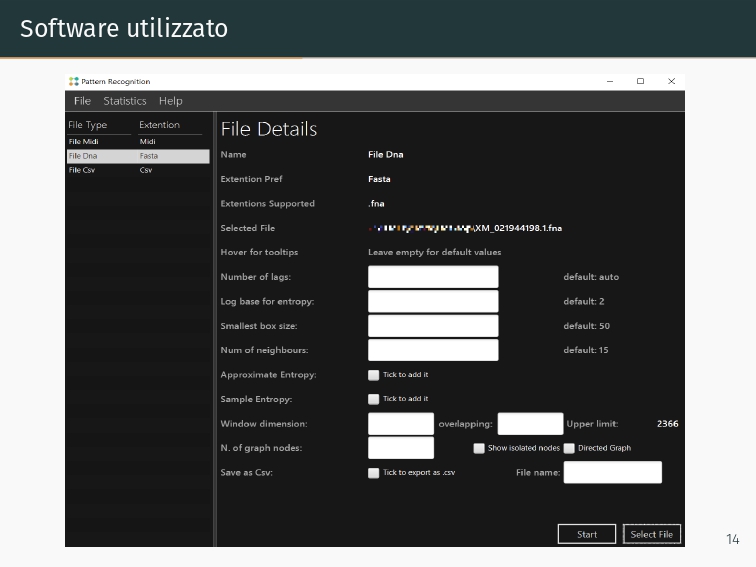 Software utilizzato
Pattern Recognition
File Statistics Help
File Type Extention
File Midi Midi
File Dna Fasta
File Csv Csv
File Details
Name File Dna
Extention Pref Fasta
Extentions Supported .fna
Selected File \XM_021944198.1.fna
Hover for tooltips Leave empty for default values
Number of lags: default: auto
Log base for entropy: default: 2
Smallest box size: default: 50
Num of neighbours: default: 15
Approximate Entropy: Tick to add it
Sample Entropy: Tick to add it
Window dimension: overlapping: Upper limit: 2366
N. of graph nodes: Show isolated nodes Directed Graph
Save as Csv: Tick to export as .csv File name:
Start Select File
14